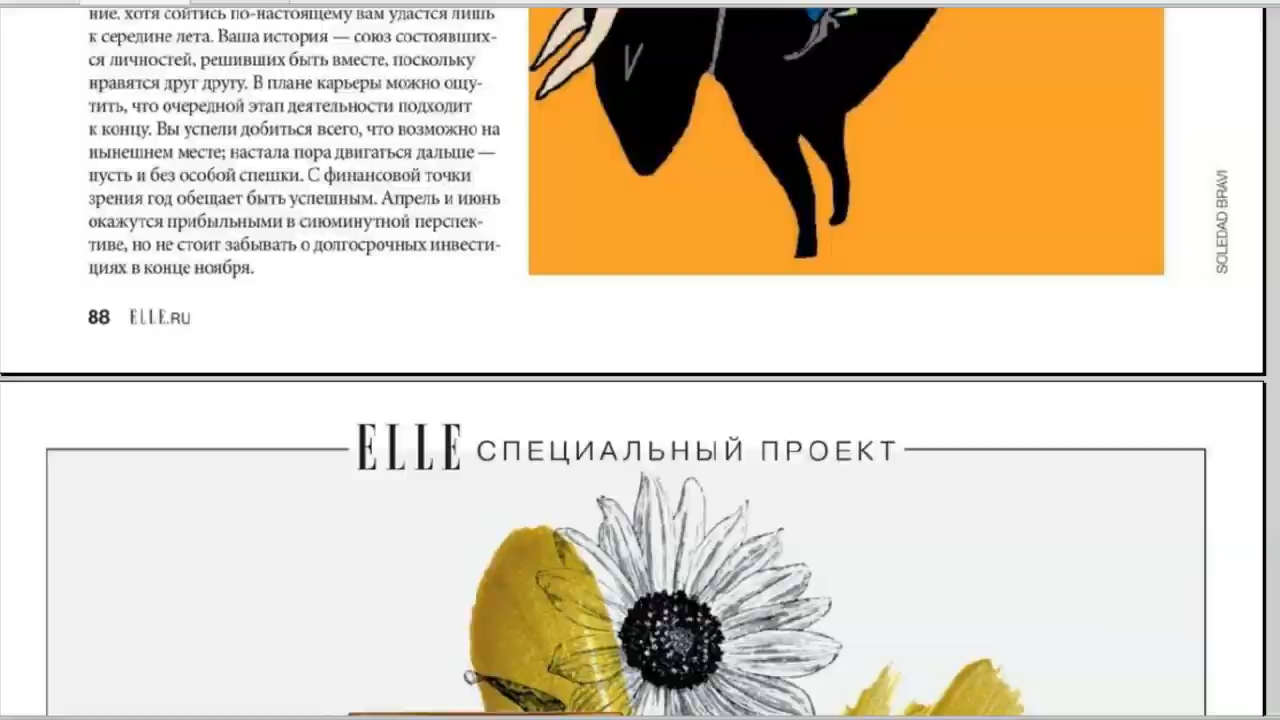 ние. хотя сойтись по-настоящему вам удастся лишь
к середине лета. Ваша история — союз состоявших-
ся личностей, решивших быть вместе, поскольку
нравятся друг другу. В плане карьеры можно ощу-
тить, что очередной этап деятельности подходит
к концу. Вы успели добиться всего, что возможно на
нынешнем месте; настала пора двигаться дальше —
пусть и без особой спешки. С финансовой точки
зрения год обещает быть успешным. Апрель и июнь
окажутся прибыльными в сиюминутной перспек-
тиве, но не стоит забывать о долгосрочных инвести-
циях в конце ноября.
SOLEDAD BRAVI
88 ELLE.RU
ELLE СПЕЦИАЛЬНЫЙ ПРОЕКТ